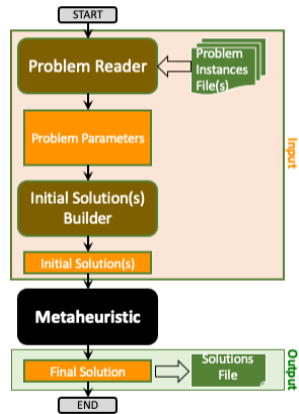 START
Problem Reader
Problem
Instances
File(s)
Problem Parameters
Initial Solution(s)
Builder
Initial Solution(s)
Input
Metaheuristic
Final Solution
Solutions
File
Output
END